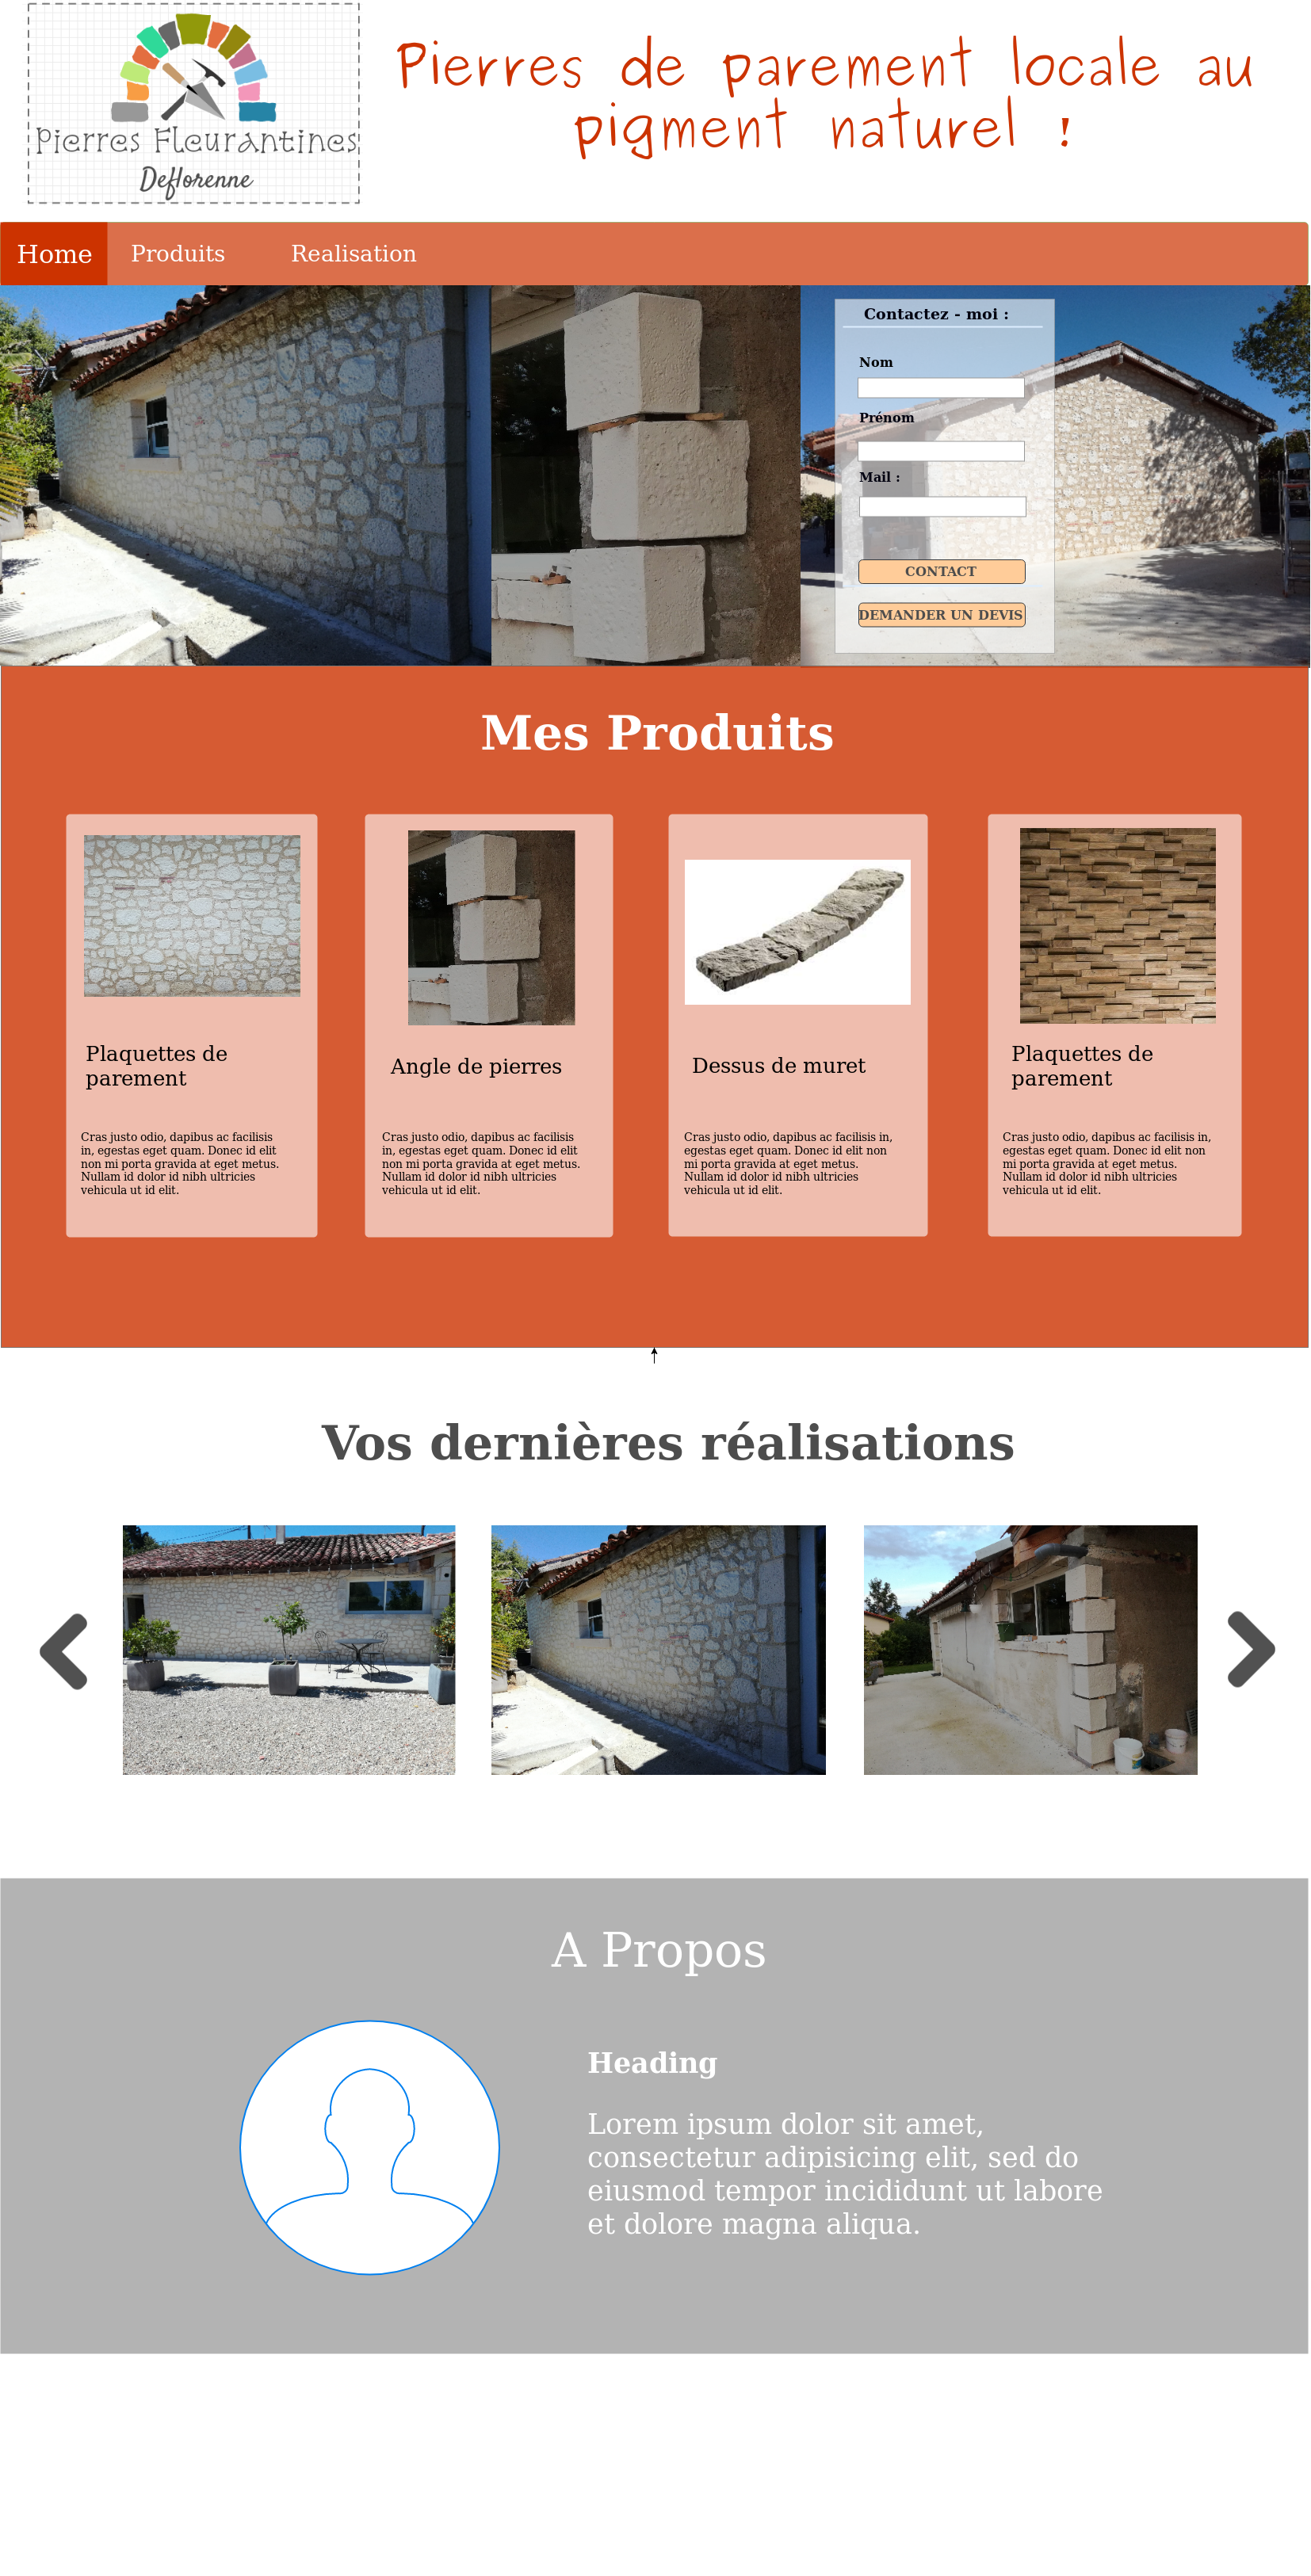 Pierres Fleurantines
Deflorenne
Pierres de parement locale au
pigment naturel !
Home
Produits
Realisation
Contactez - moi :
Nom
Prénom
Mail :
CONTACT
DEMANDER UN DEVIS
Mes Produits
Plaquettes de
parement
Cras justo odio, dapibus ac facilisis
in, egestas eget quam. Donec id elit
non mi porta gravida at eget metus.
Nullam id dolor id nibh ultricies
vehicula ut id elit.
Angle de pierres
Cras justo odio, dapibus ac facilisis
in, egestas eget quam. Donec id elit
non mi porta gravida at eget metus.
Nullam id dolor id nibh ultricies
vehicula ut id elit.
Dessus de muret
Cras justo odio, dapibus ac facilisis in,
egestas eget quam. Donec id elit non
mi porta gravida at eget metus.
Nullam id dolor id nibh ultricies
vehicula ut id elit.
Plaquettes de
parement
Cras justo odio, dapibus ac facilisis in,
egestas eget quam. Donec id elit non
mi porta gravida at eget metus.
Nullam id dolor id nibh ultricies
vehicula ut id elit.
Vos dernières réalisations
A Propos
Heading
Lorem ipsum dolor sit amet,
consectetur adipisicing elit, sed do
eiusmod tempor incididunt ut labore
et dolore magna aliqua.